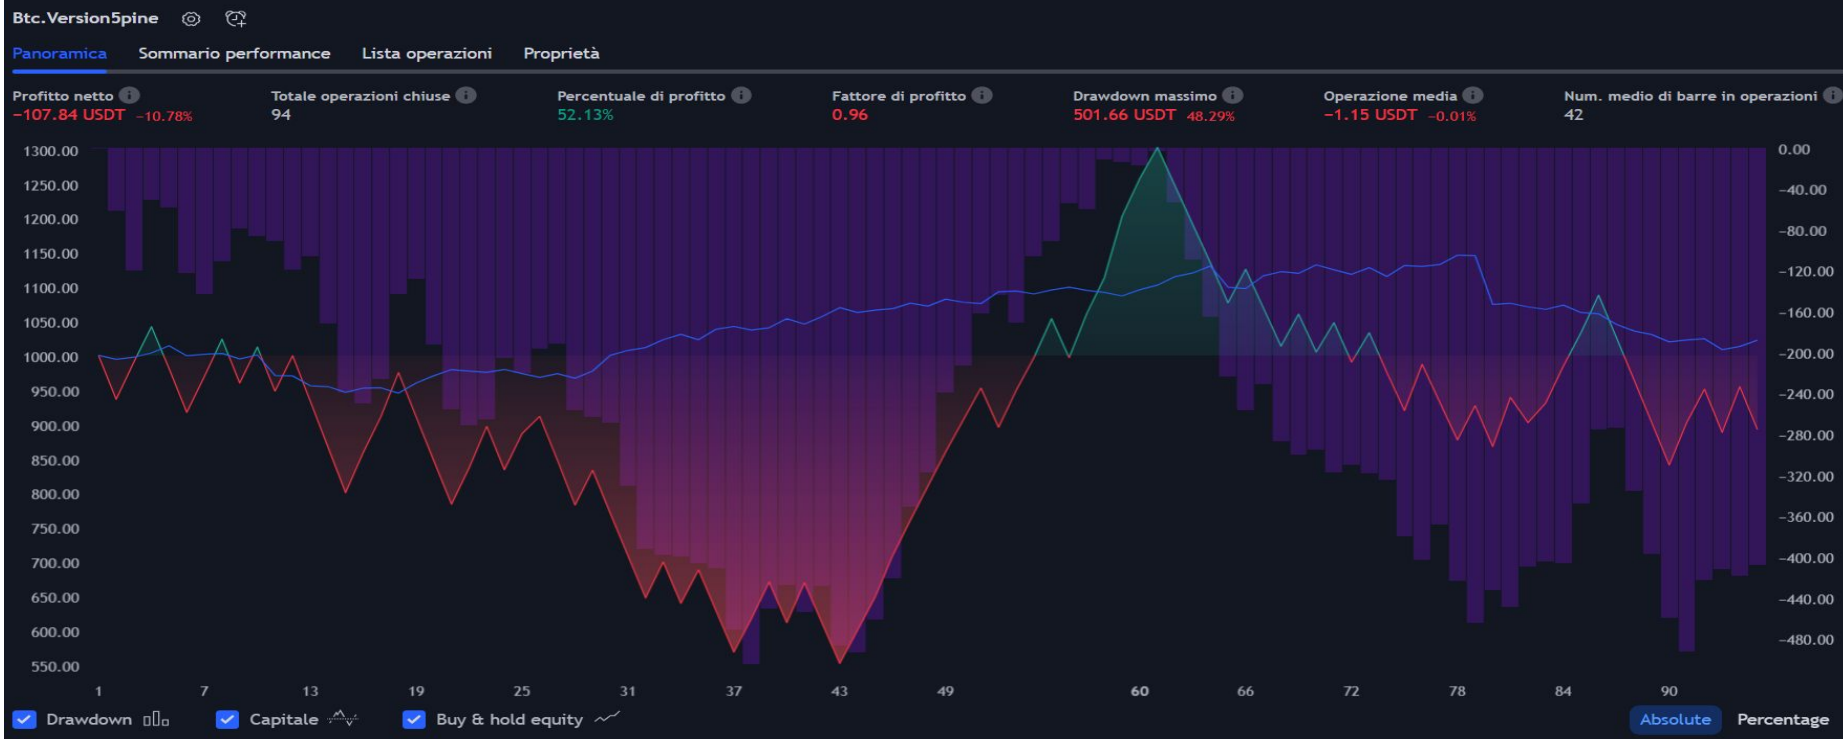 Btc.Version5pine
Panoramica Sommario performance Lista operazioni Proprietà
Profitto netto Totale operazioni chiuse Percentuale di profitto Fattore di profitto Drawdown massimo Operazione media Num. medio di barre in operazioni
−107.84 USDT −10.78% 94 52.13% 0.96 501.66 USDT 48.29% −1.15 USDT −0.01% 42
1300.00 0.00
1250.00 −40.00
1200.00 −80.00
1150.00 −120.00
1100.00 −160.00
1050.00 −200.00
1000.00 −240.00
950.00 −280.00
900.00 −320.00
850.00 −360.00
800.00 −400.00
750.00 −440.00
700.00 −480.00
650.00
600.00
550.00
1 7 13 19 25 31 37 43 49 60 66 72 78 84 90
Drawdown Capitale Buy & hold equity Absolute Percentage